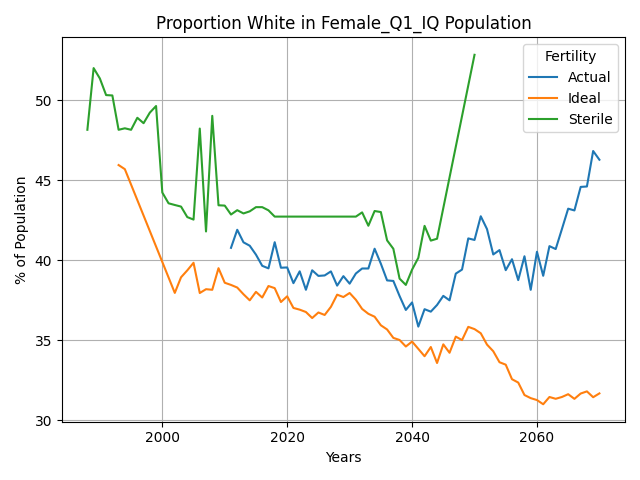 Proportion White in Female_Q1_IQ Population
Fertility
Actual
Ideal
Sterile
% of Population
50
45
40
35
30
2000
2020
2040
2060
Years